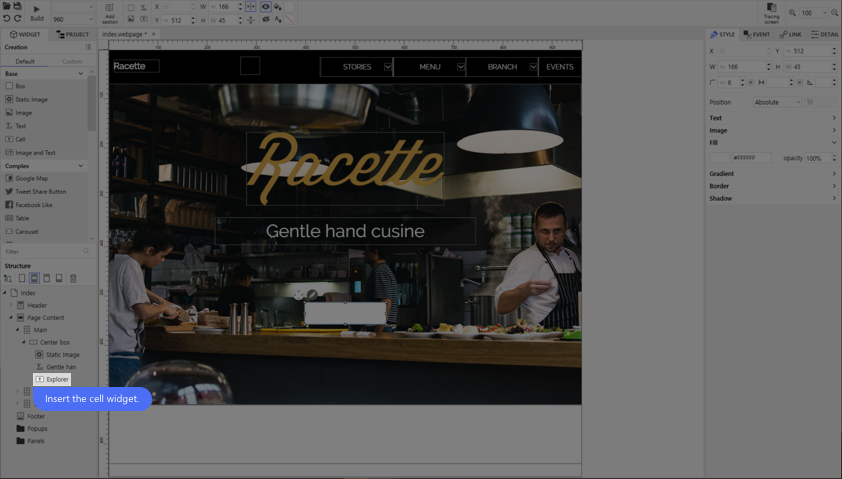 Build
960
Add
section
X
W 166
Y 512
H 45
Tracing
screen
100
WIDGET
PROJECT
index.webpage *
STYLE
EVENT
LINK
DETAIL
Creation
Default
Custom
Base
Box
Static Image
Image
Text
Cell
Image and Text
Complex
Google Map
Tweet Share Button
Facebook Like
Table
Carousel
Filter
Structure
Index
Header
Page Content
Main
Center box
Static Image
Gentle han
Explorer
Insert the cell widget.
Footer
Popups
Panels
Racette
STORIES
MENU
BRANCH
EVENTS
Racette
Gentle hand cusine
X
Y 512
W 166
H 45
8
Position
Absolute
Text
Image
Fill
#ffffff
opacity 100%
Gradient
Border
Shadow